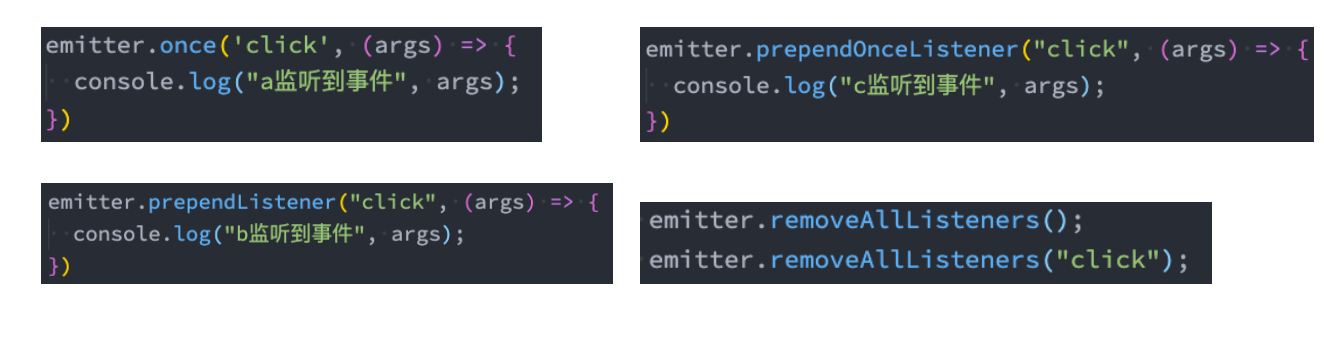 emitter.once('click', (args) => {
  console.log("a监听到事件", args);
})
emitter.prependListener("click", (args) => {
  console.log("b监听到事件", args);
})
emitter.prependOnceListener("click", (args) => {
  console.log("c监听到事件", args);
})
emitter.removeAllListeners();
emitter.removeAllListeners("click");